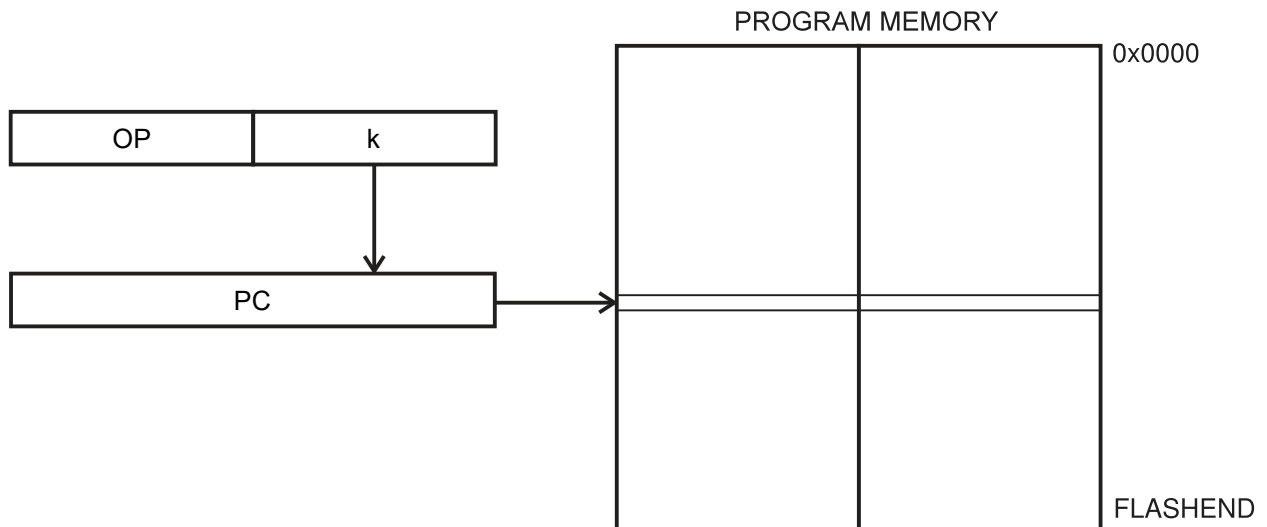 PROGRAM MEMORY
0x0000
OP
k
PC
FLASHEND